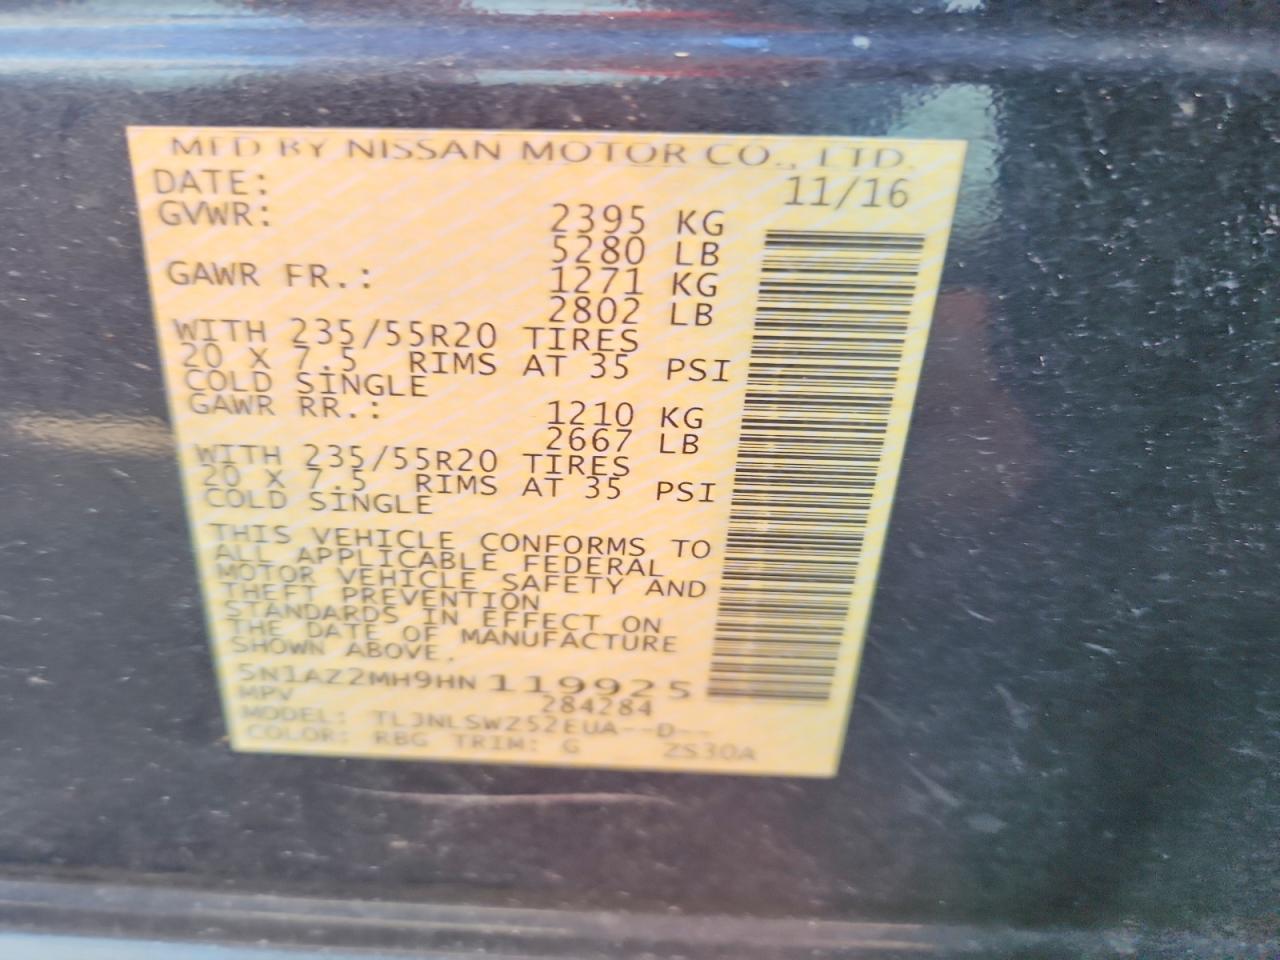 MFD BY NISSAN MOTOR CO., LTD.
DATE: 11/16
GVWR: 2395 KG
5280 LB
GAWR FR.: 1271 KG
2802 LB
WITH 235/55R20 TIRES
20 X 7.5 RIMS AT 35 PSI
COLD SINGLE
GAWR RR.: 1210 KG
2667 LB
WITH 235/55R20 TIRES
20 X 7.5 RIMS AT 35 PSI
COLD SINGLE
THIS VEHICLE CONFORMS TO
ALL APPLICABLE FEDERAL
MOTOR VEHICLE SAFETY AND
THEFT PREVENTION
STANDARDS IN EFFECT ON
THE DATE OF MANUFACTURE
SHOWN ABOVE.
5N1AZ2MH9HN119925
MPV 284284
MODEL: TLJNLSWZ52EUA--D--
COLOR: RBG TRIM: G ZS30A